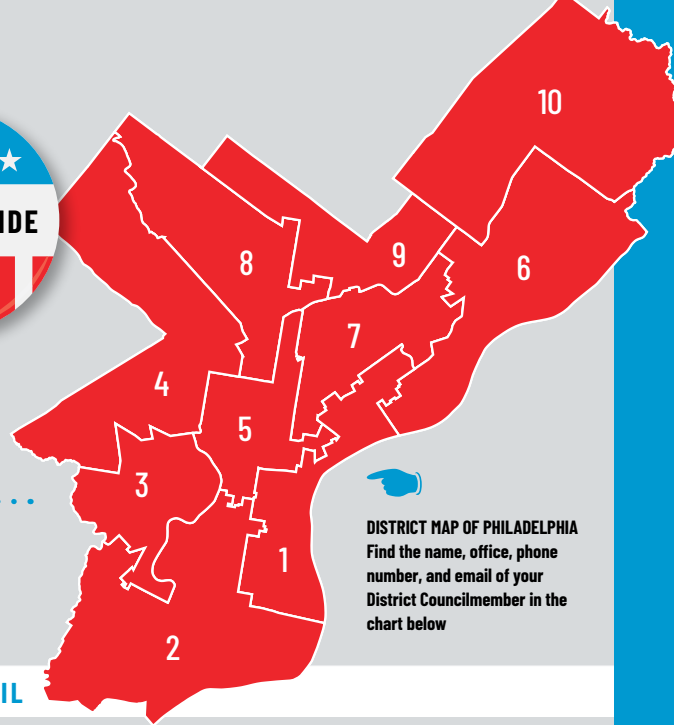 10
IDE
8
9
6
7
4
5
3
1
DISTRICT MAP OF PHILADELPHIA
Find the name, office, phone
number, and email of your
District Councilmember in the
chart below
2
IL